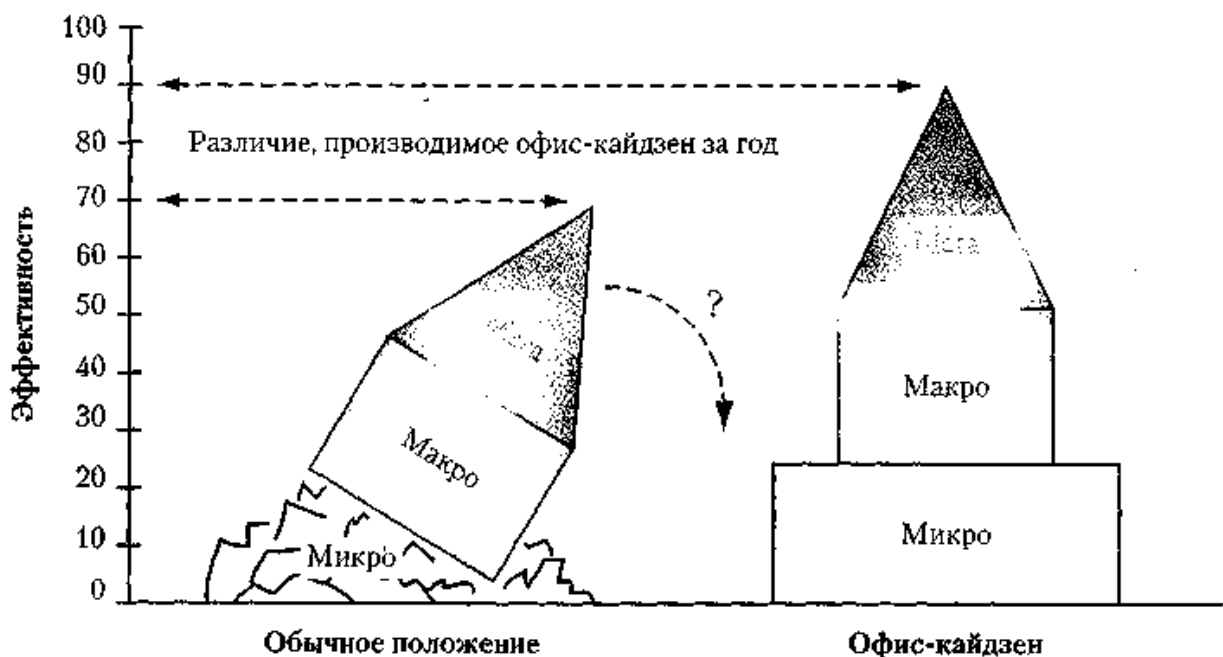 100
90
80
70
60
50
40
30
20
10
0
Эффективность
Различие, производимое офис-кайдзен за год
?
Макро
Микро
Макро
Микро
Обычное положение
Офис-кайдзен